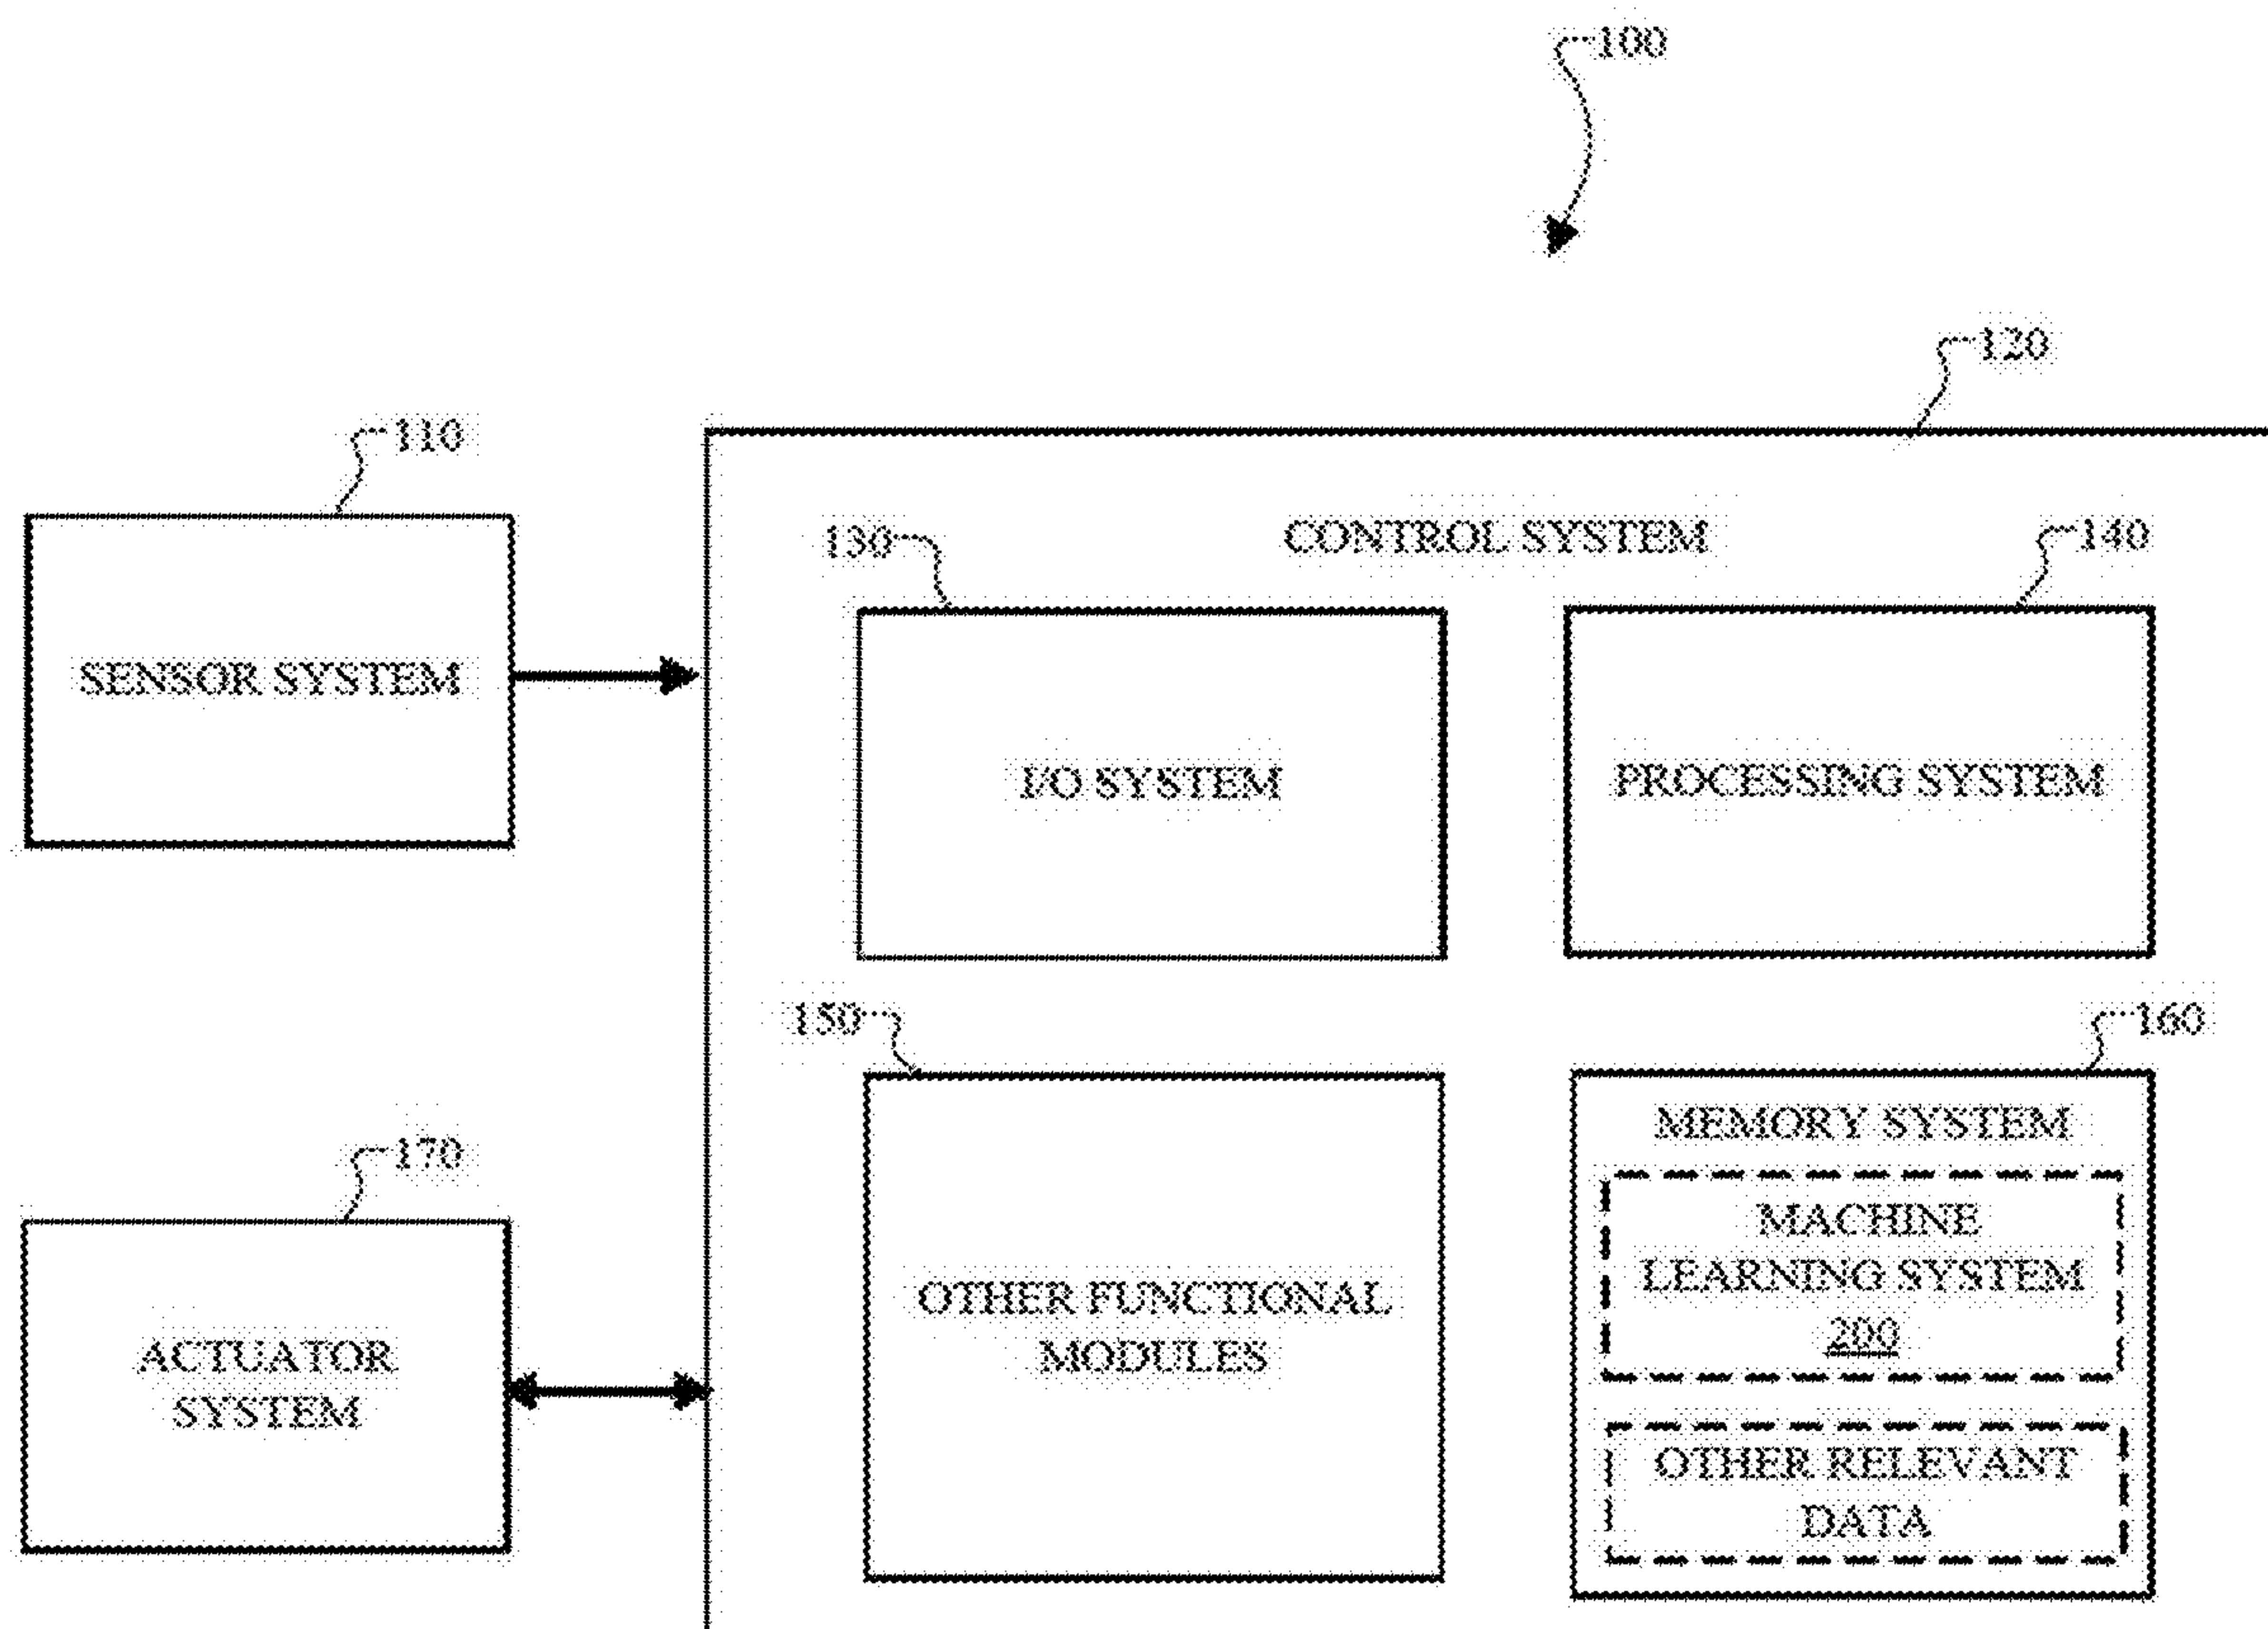 100
120
110
CONTROL SYSTEM
130
140
SENSOR SYSTEM
I/O SYSTEM
PROCESSING SYSTEM
150
160
MEMORY SYSTEM
170
MACHINE
LEARNING SYSTEM
200
OTHER FUNCTIONAL
MODULES
ACTUATOR
SYSTEM
OTHER RELEVANT
DATA